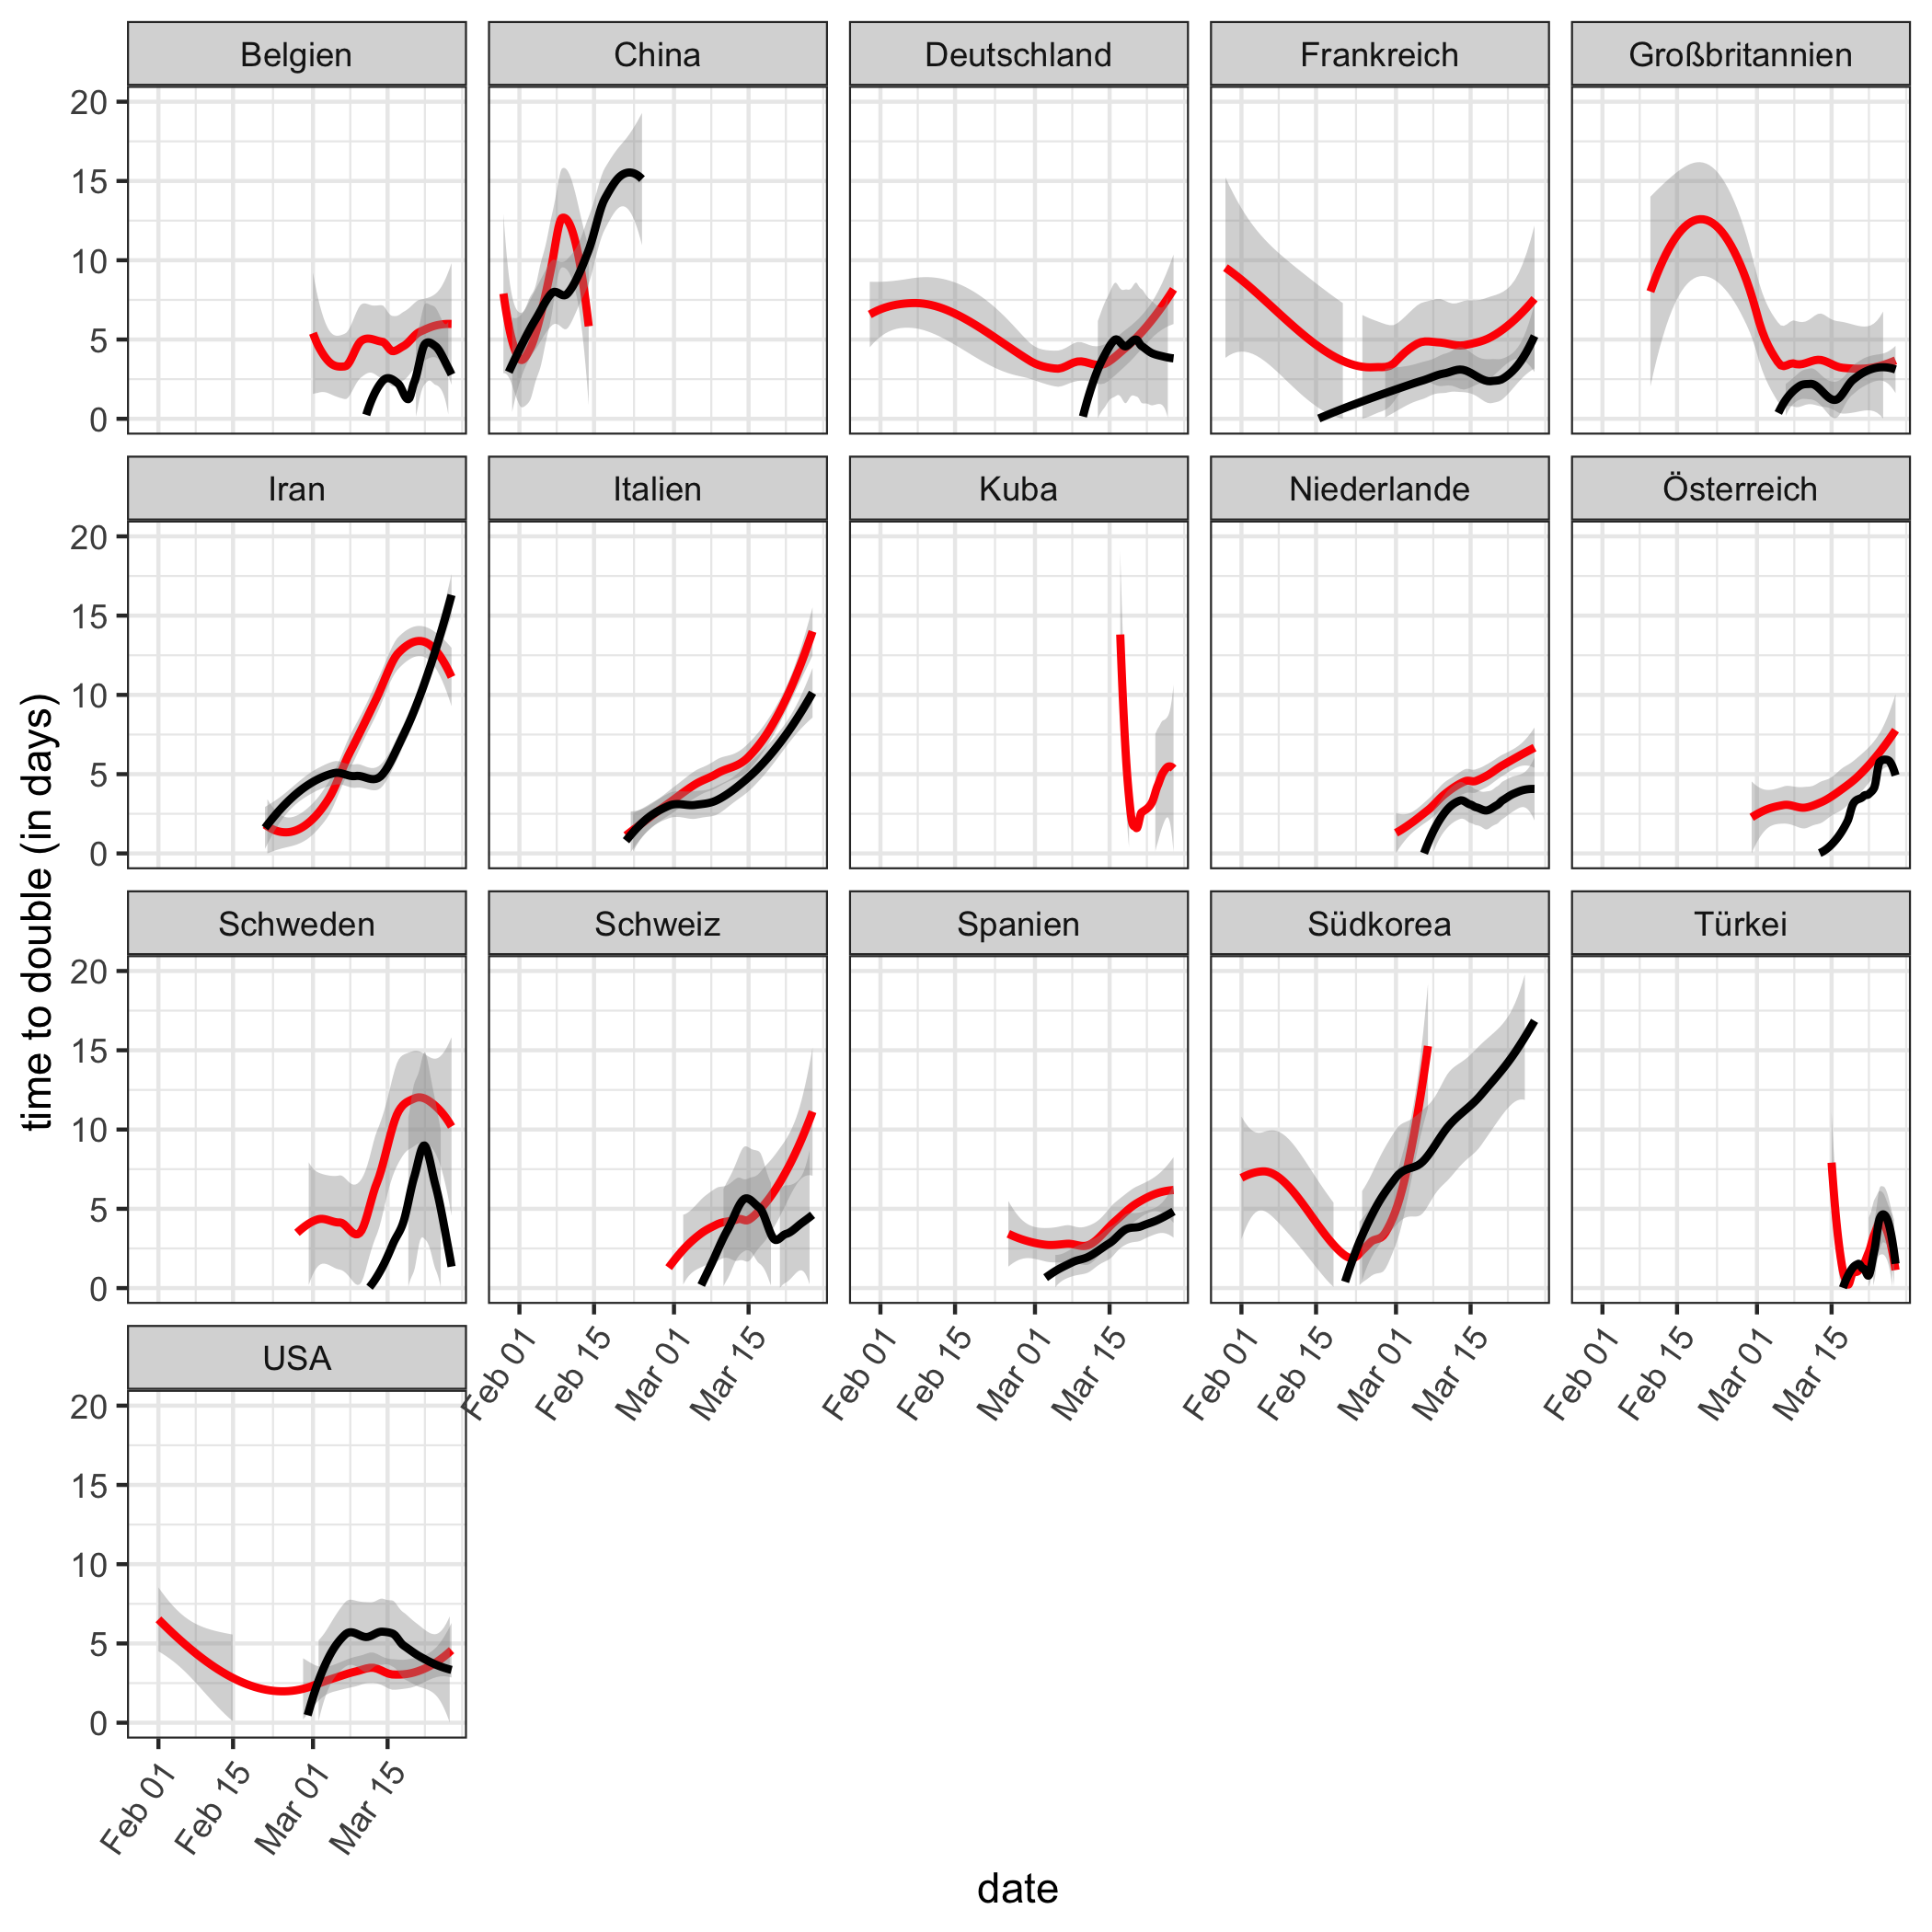 Belgien China Deutschland Frankreich Großbritannien
20
15
10
5
0
Iran Italien Kuba Niederlande Österreich
20
15
10
5
0
time to double (in days)
Schweden Schweiz Spanien Südkorea Türkei
20
15
10
5
0
Feb 01 Feb 15 Mar 01 Mar 15 Feb 01 Feb 15 Mar 01 Mar 15 Feb 01 Feb 15 Mar 01 Mar 15 Feb 01 Feb 15 Mar 01 Mar 15
USA
20
15
10
5
0
Feb 01 Feb 15 Mar 01 Mar 15
date